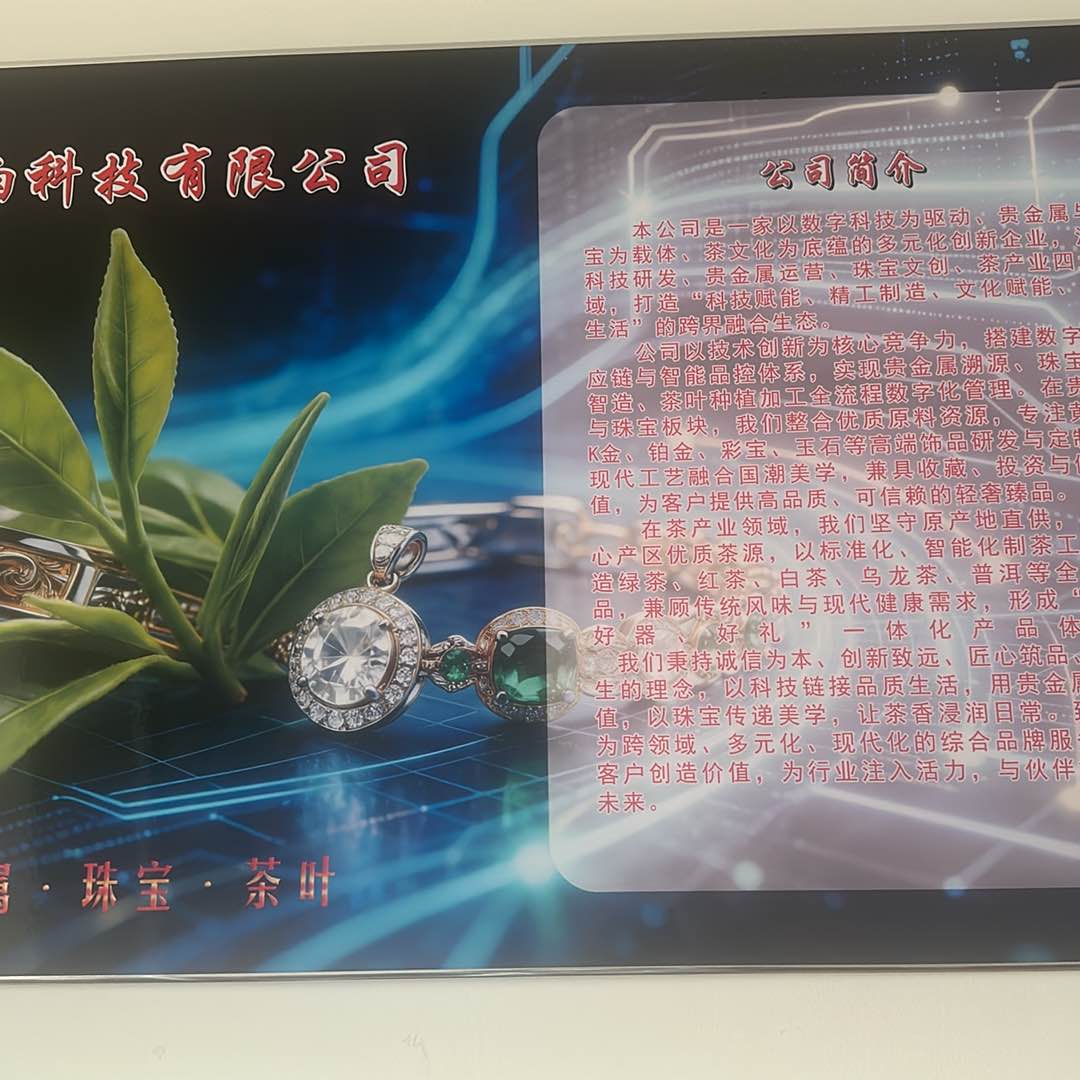 科技有限公司
公司简介
本公司是一家以数字科技为驱动、贵金属与
宝为载体、茶文化为底蕴的多元化创新企业，
科技研发、贵金属运营、珠宝文创、茶产业四
域，打造“科技赋能、精工制造、文化赋能、
生活”的跨界融合生态。
公司以技术创新为核心竞争力，搭建数字
应链与智能品控体系，实现贵金属溯源、珠宝
智造、茶叶种植加工全流程数字化管理。在贵
与珠宝板块，我们整合优质原料资源，专注黄
K金、铂金、彩宝、玉石等高端饰品研发与定制
现代工艺融合国潮美学，兼具收藏、投资与
值，为客户提供高品质、可信赖的轻奢臻品。
在茶产业领域，我们坚守原产地直供，
心产区优质茶源，以标准化、智能化制茶工
造绿茶、红茶、白茶、乌龙茶、普洱等全
品，兼顾传统风味与现代健康需求，形成“
好器、好礼”一体化产品体
我们秉持诚信为本、创新致远、匠心筑品、
生的理念，以科技链接品质生活，用贵金属
值，以珠宝传递美学，让茶香浸润日常。
为跨领域、多元化、现代化的综合品牌服
客户创造价值，为行业注入活力，与伙伴
未来。
属·珠宝·茶叶